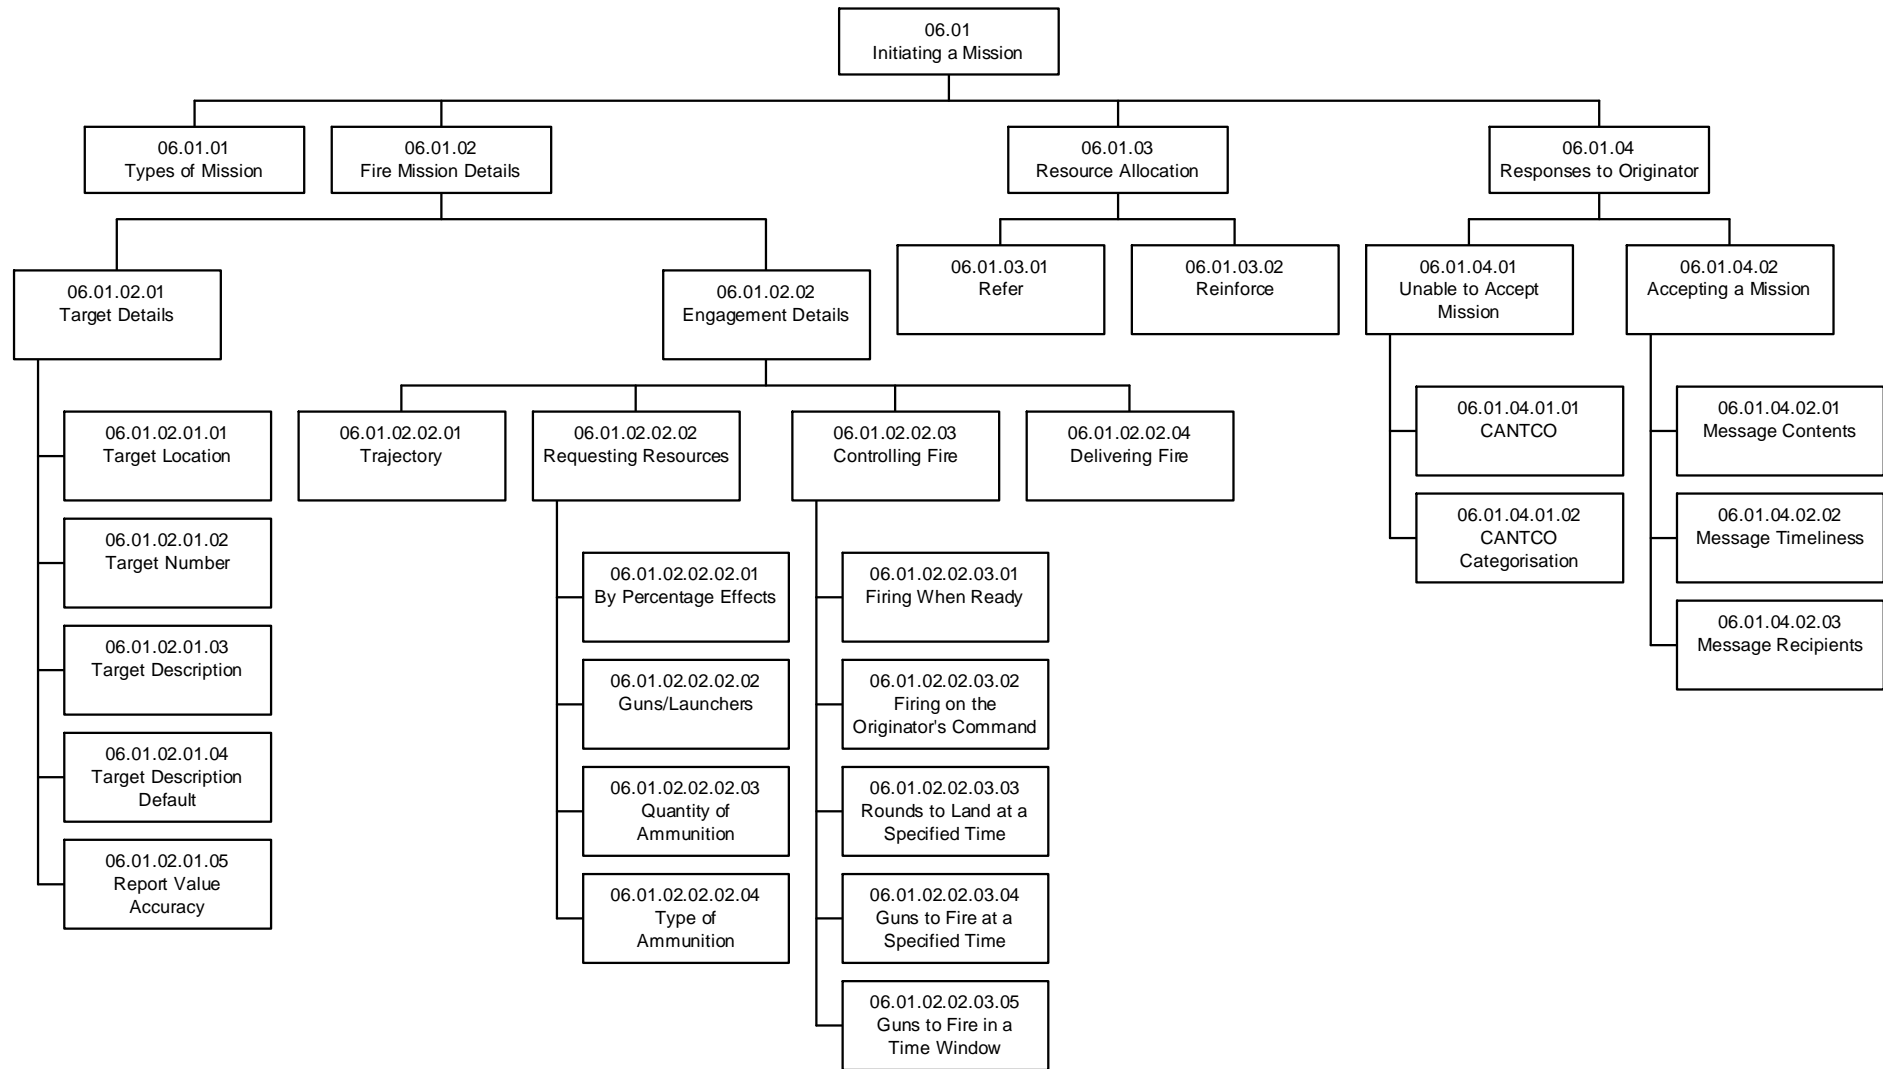 06.01
Initiating a Mission
06.01.01
Types of Mission
06.01.02
Fire Mission Details
06.01.03
Resource Allocation
06.01.04
Responses to Originator
06.01.02.01
Target Details
06.01.02.02
Engagement Details
06.01.03.01
Refer
06.01.03.02
Reinforce
06.01.04.01
Unable to Accept
Mission
06.01.04.02
Accepting a Mission
06.01.02.01.01
Target Location
06.01.02.01.02
Target Number
06.01.02.01.03
Target Description
06.01.02.01.04
Target Description
Default
06.01.02.01.05
Report Value
Accuracy
06.01.02.02.01
Trajectory
06.01.02.02.02
Requesting Resources
06.01.02.02.03
Controlling Fire
06.01.02.02.04
Delivering Fire
06.01.02.02.02.01
By Percentage Effects
06.01.02.02.02.02
Guns/Launchers
06.01.02.02.02.03
Quantity of
Ammunition
06.01.02.02.02.04
Type of
Ammunition
06.01.02.02.03.01
Firing When Ready
06.01.02.02.03.02
Firing on the
Originator's Command
06.01.02.02.03.03
Rounds to Land at a
Specified Time
06.01.02.02.03.04
Guns to Fire at a
Specified Time
06.01.02.02.03.05
Guns to Fire in a
Time Window
06.01.04.01.01
CANTCO
06.01.04.01.02
CANTCO
Categorisation
06.01.04.02.01
Message Contents
06.01.04.02.02
Message Timeliness
06.01.04.02.03
Message Recipients